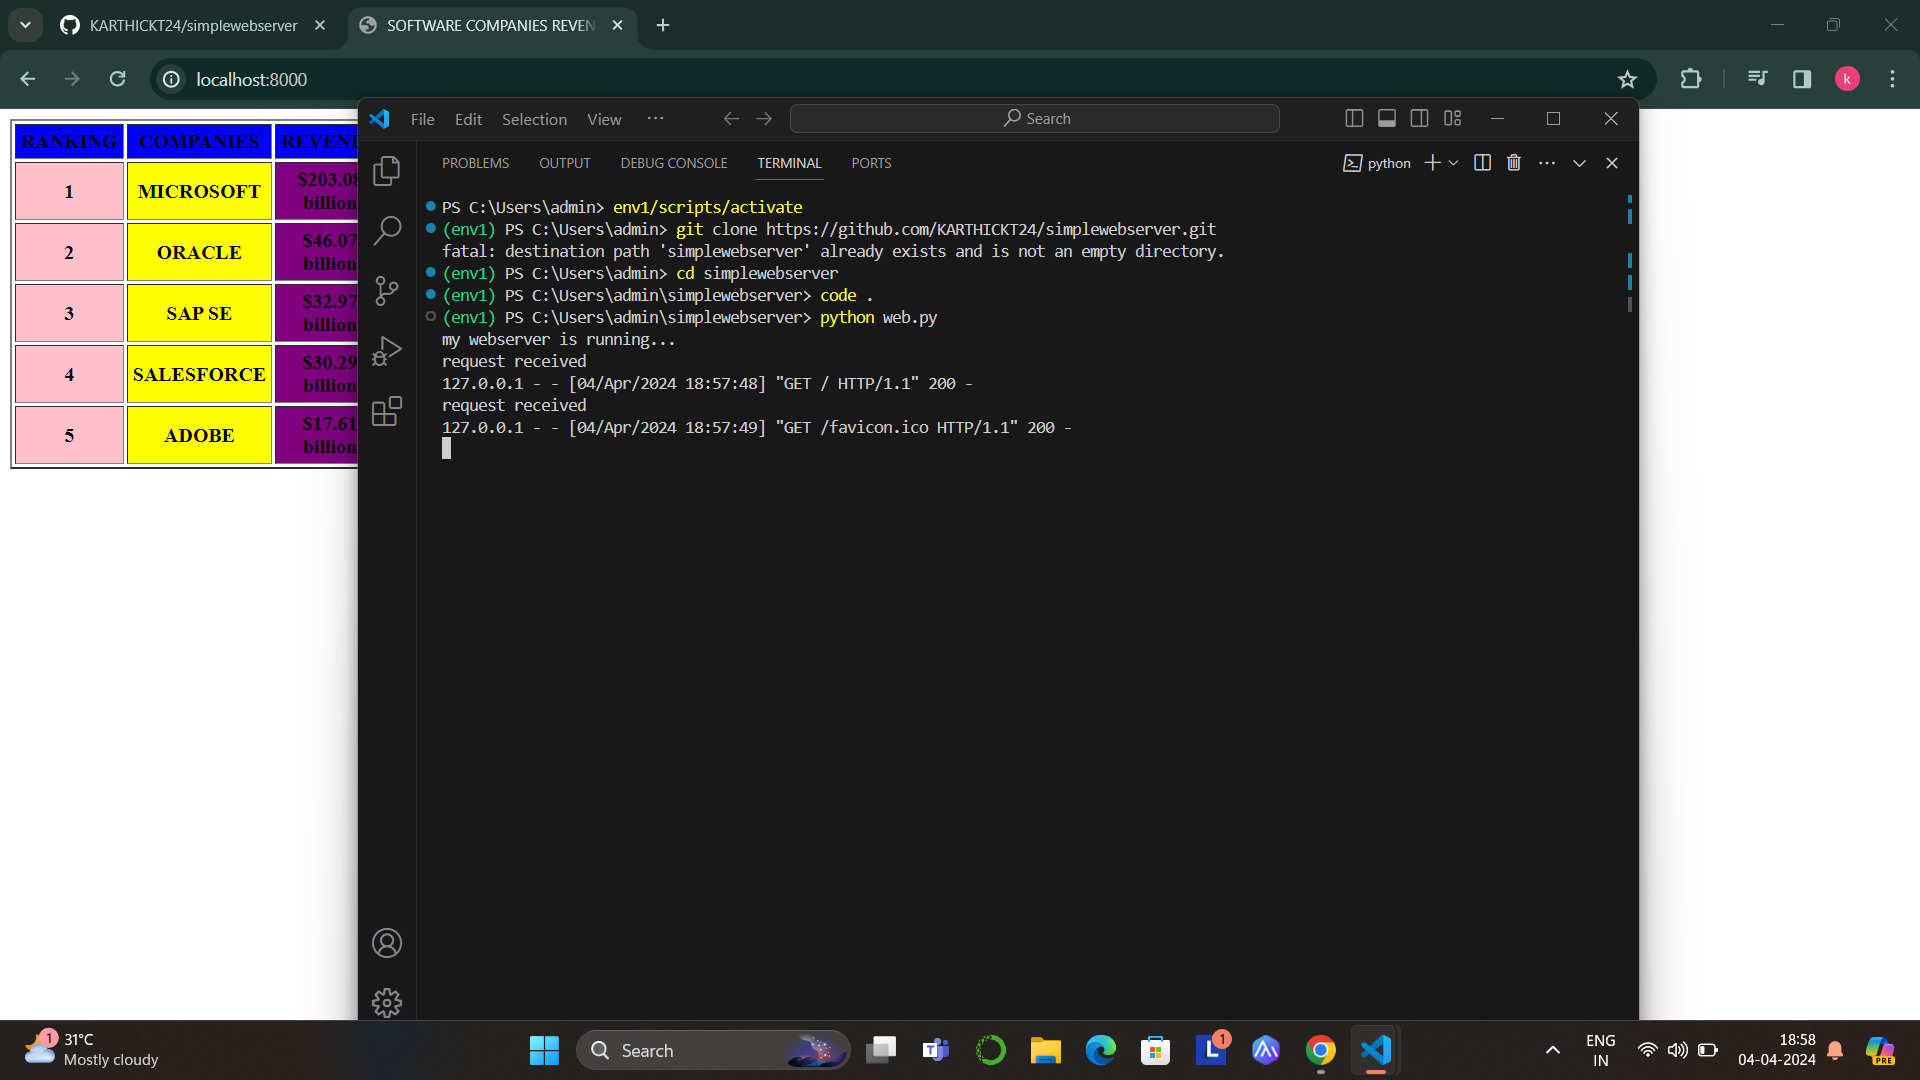 KARTHICKT24/simplewebserver
SOFTWARE COMPANIES REVEN
localhost:8000
k
RANKING COMPANIES REVENU
1 MICROSOFT $203.08 billion
2 ORACLE $46.07 billion
3 SAP SE $32.97 billion
4 SALESFORCE $30.29 billion
5 ADOBE $17.61 billion
File Edit Selection View ··· Search
PROBLEMS OUTPUT DEBUG CONSOLE TERMINAL PORTS python
PS C:\Users\admin> env1/scripts/activate
(env1) PS C:\Users\admin> git clone https://github.com/KARTHICKT24/simplewebserver.git
fatal: destination path 'simplewebserver' already exists and is not an empty directory.
(env1) PS C:\Users\admin> cd simplewebserver
(env1) PS C:\Users\admin\simplewebserver> code .
(env1) PS C:\Users\admin\simplewebserver> python web.py
my webserver is running...
request received
127.0.0.1 - - [04/Apr/2024 18:57:48] "GET / HTTP/1.1" 200 -
request received
127.0.0.1 - - [04/Apr/2024 18:57:49] "GET /favicon.ico HTTP/1.1" 200 -
1
31°C
Mostly cloudy
Search
T
L
1
ENG
IN
18:58
04-04-2024
PRE